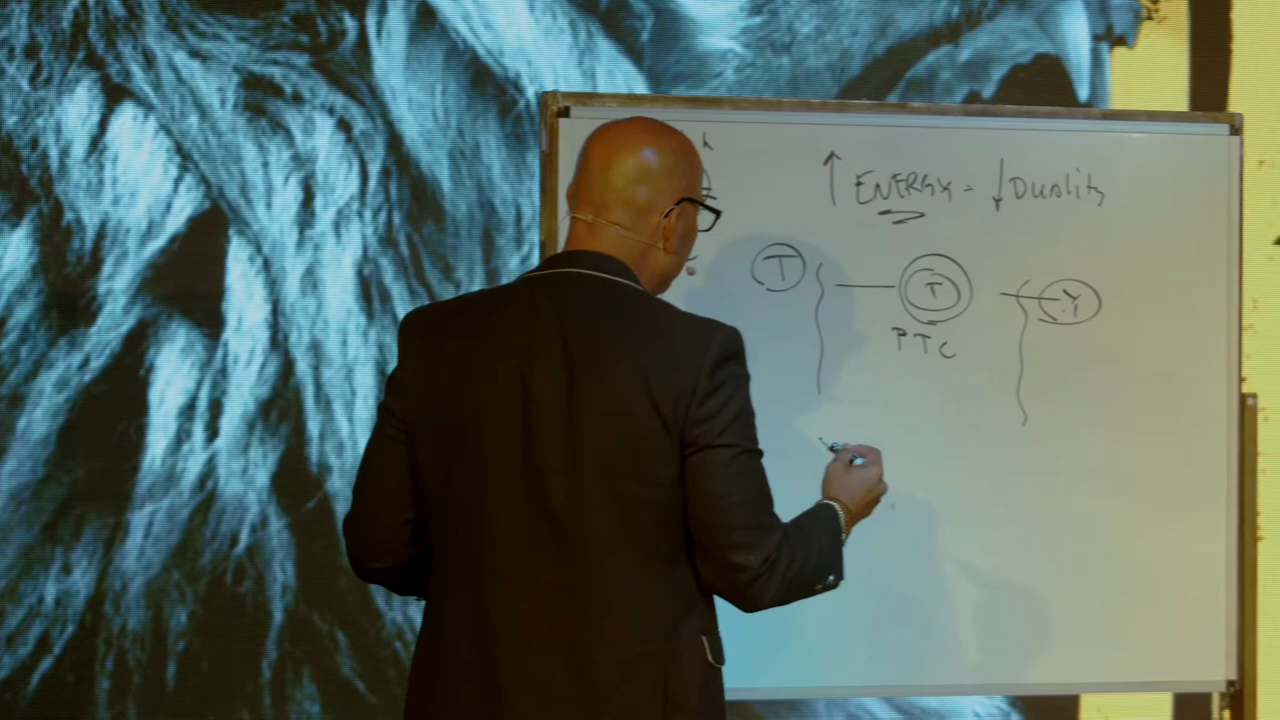 ↑ ENERGY = ↓ Duality
T T Y
PTC